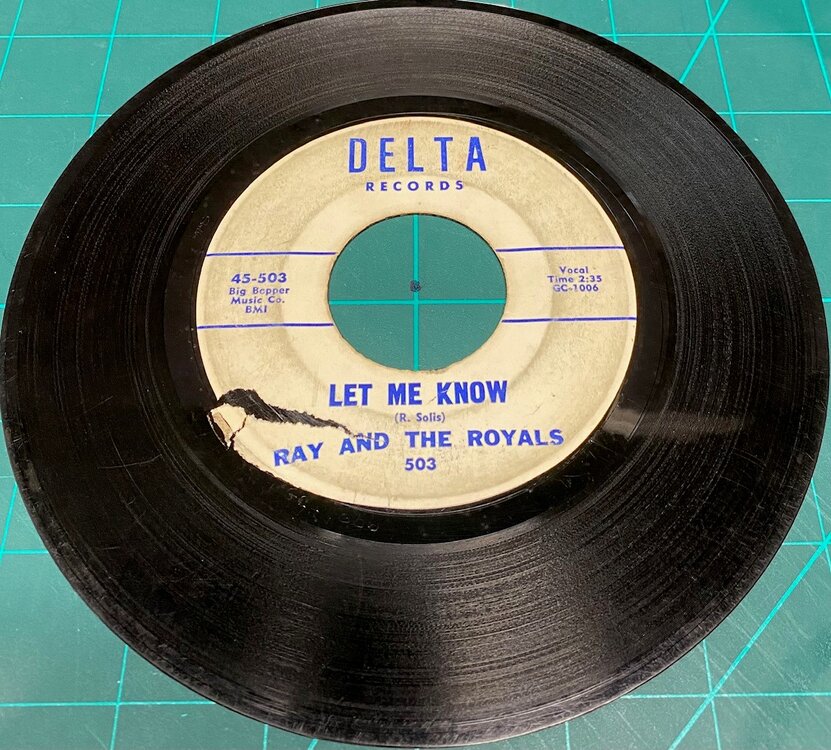 DELTA
RECORDS
45-503
Big Bopper
Music Co.
BMI
Vocal
Time 2:35
GC-1006
LET ME KNOW
(R. Solis)
RAY AND THE ROYALS
503